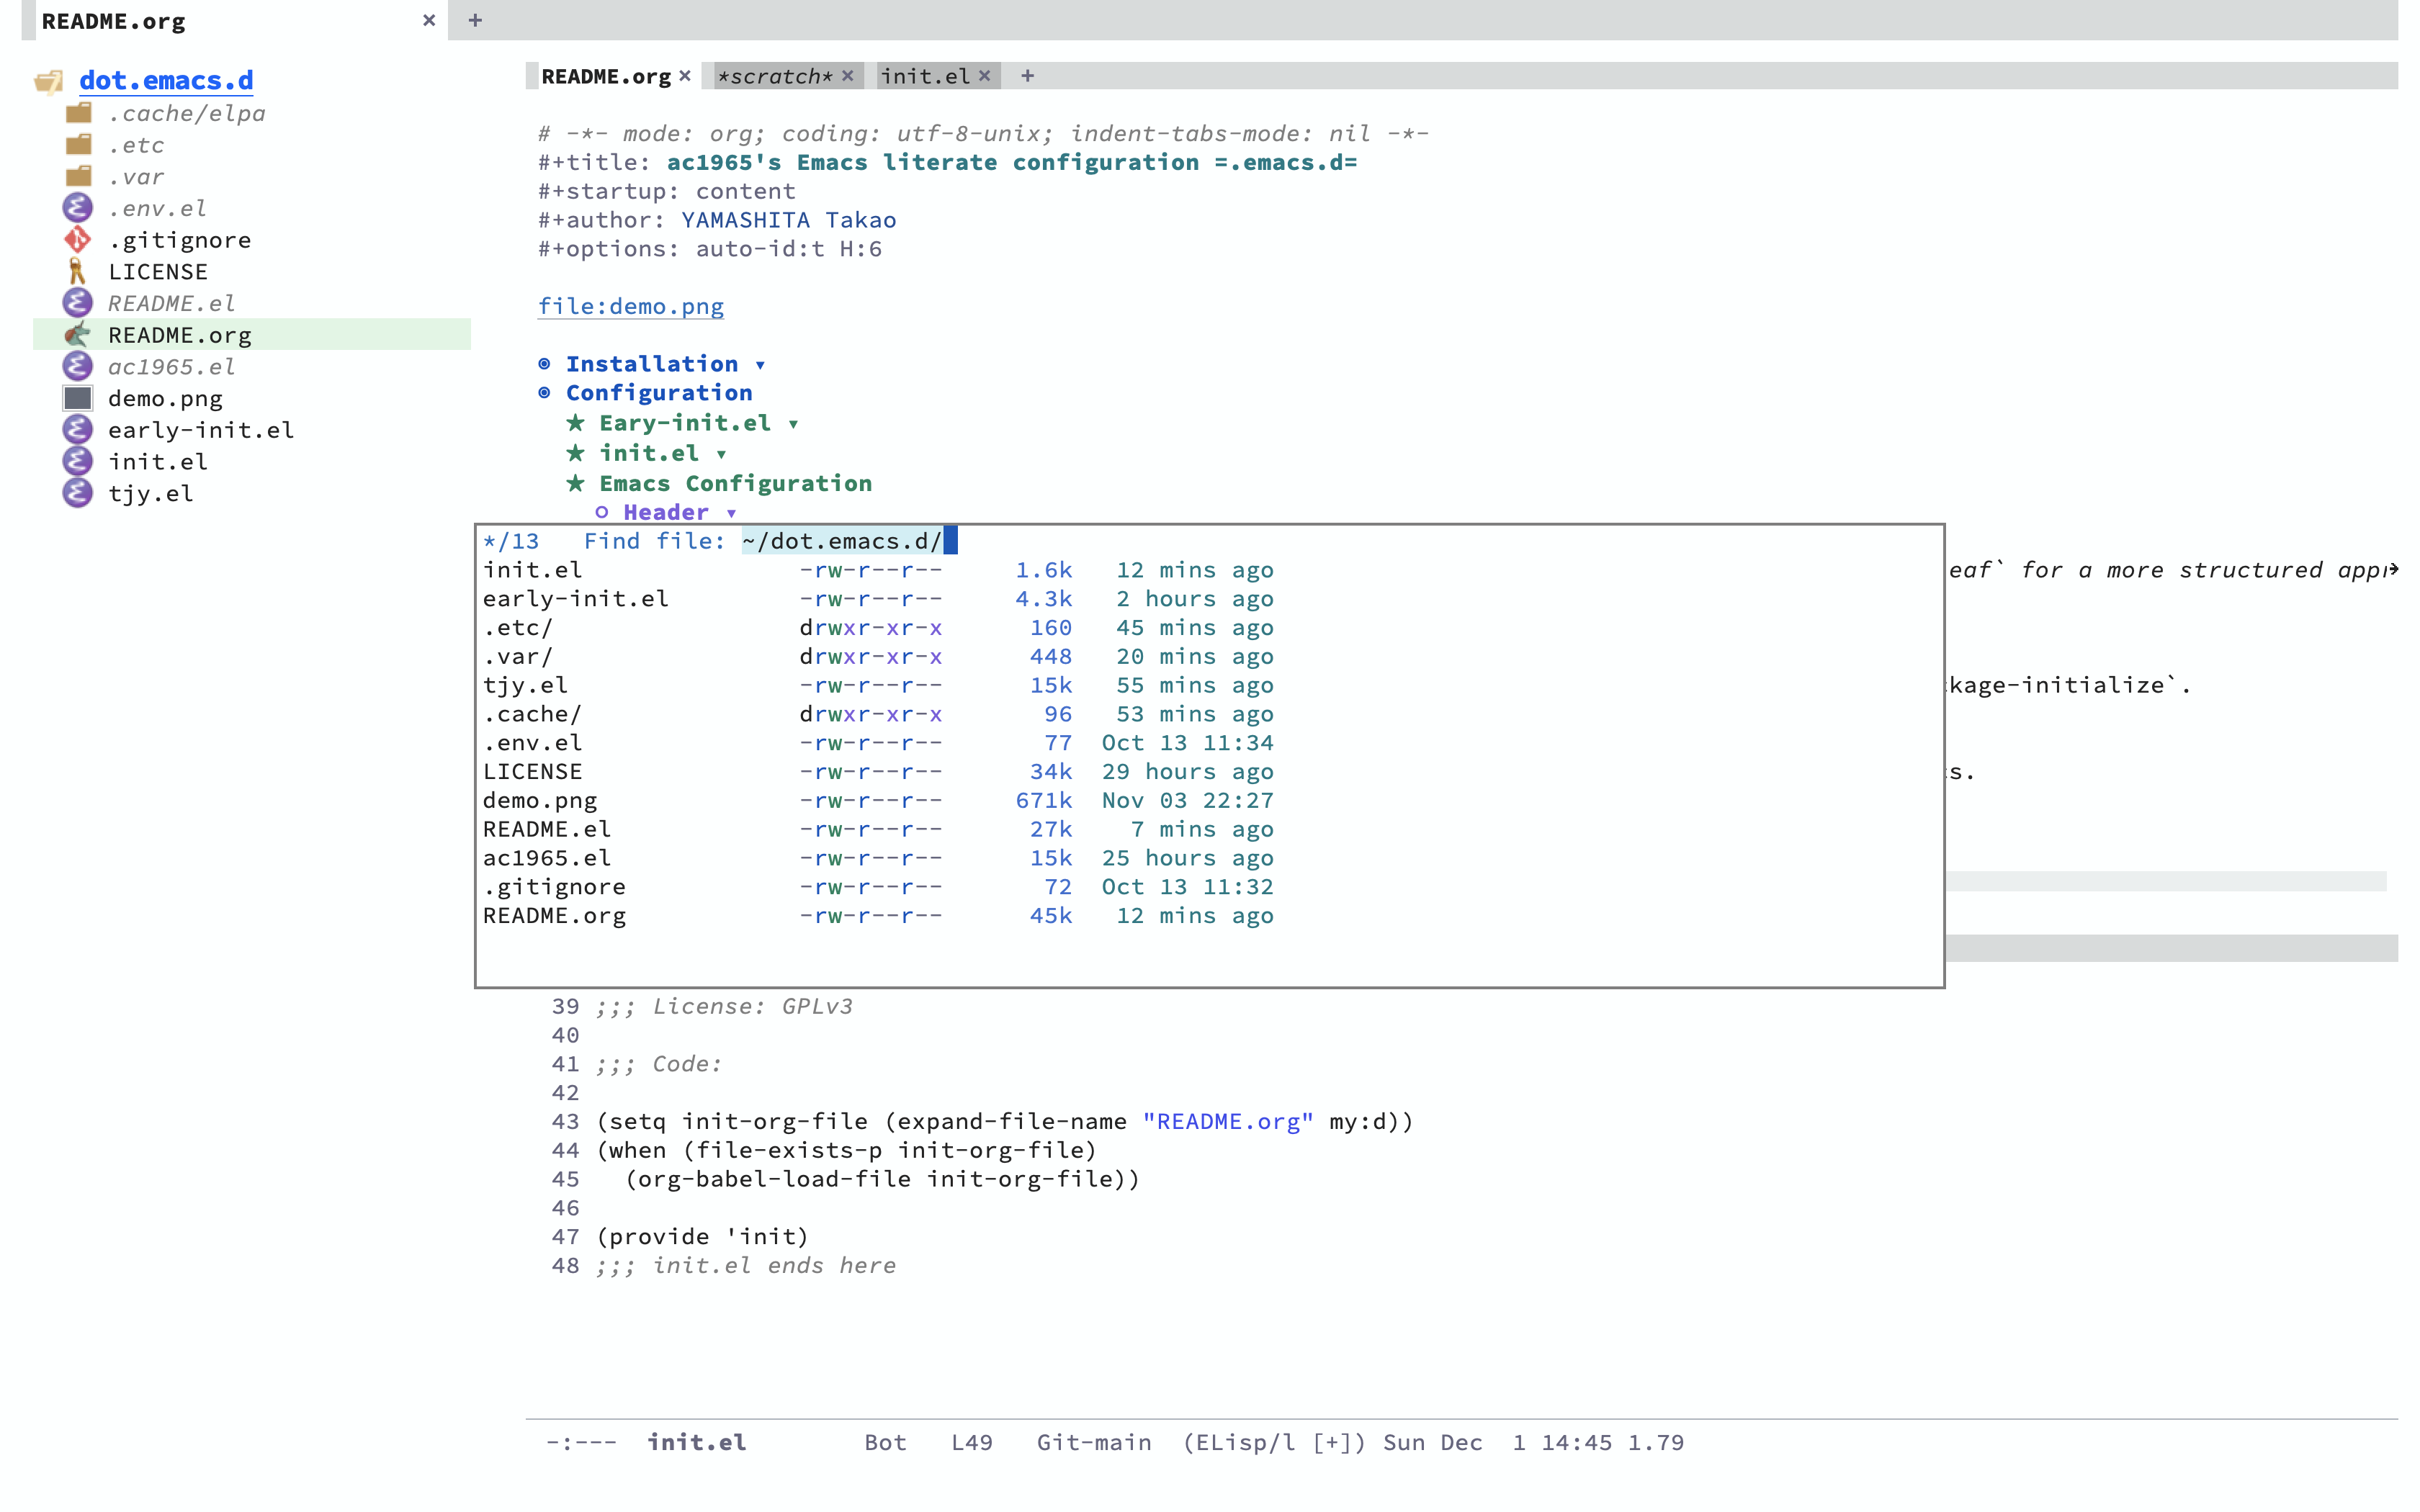 README.org × +
dot.emacs.d
.cache/elpa
.etc
.var
.env.el
.gitignore
LICENSE
README.el
README.org
ac1965.el
demo.png
early-init.el
init.el
tjy.el
README.org × *scratch* × init.el × +
# -*- mode: org; coding: utf-8-unix; indent-tabs-mode: nil -*-
#+title: ac1965's Emacs literate configuration =.emacs.d=
#+startup: content
#+author: YAMASHITA Takao
#+options: auto-id:t H:6
file:demo.png
Installation ▾
Configuration
★ Eary-init.el ▾
★ init.el ▾
★ Emacs Configuration
Header ▾
*/13 Find file: ~/dot.emacs.d/
init.el -rw-r--r-- 1.6k 12 mins ago
early-init.el -rw-r--r-- 4.3k 2 hours ago
.etc/ drwxr-xr-x 160 45 mins ago
.var/ drwxr-xr-x 448 20 mins ago
tjy.el -rw-r--r-- 15k 55 mins ago
.cache/ drwxr-xr-x 96 53 mins ago
.env.el -rw-r--r-- 77 Oct 13 11:34
LICENSE -rw-r--r-- 34k 29 hours ago
demo.png -rw-r--r-- 671k Nov 03 22:27
README.el -rw-r--r-- 27k 7 mins ago
ac1965.el -rw-r--r-- 15k 25 hours ago
.gitignore -rw-r--r-- 72 Oct 13 11:32
README.org -rw-r--r-- 45k 12 mins ago
eaf` for a more structured app
kage-initialize`.
s.
39 ;;; License: GPLv3
40
41 ;;; Code:
42
43 (setq init-org-file (expand-file-name "README.org" my:d))
44 (when (file-exists-p init-org-file)
45   (org-babel-load-file init-org-file))
46
47 (provide 'init)
48 ;;; init.el ends here
-:--- init.el Bot L49 Git-main (ELisp/l [+]) Sun Dec 1 14:45 1.79